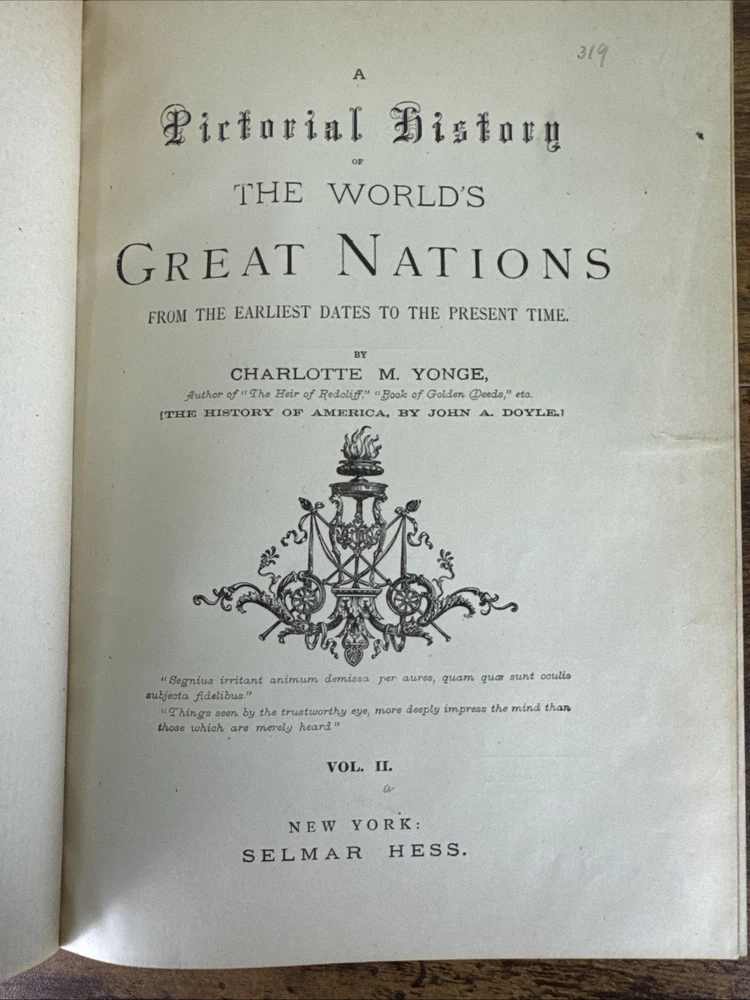 319
A
Pictorial History
OF
THE WORLD'S
GREAT NATIONS
FROM THE EARLIEST DATES TO THE PRESENT TIME.
BY
CHARLOTTE M. YONGE,
Author of "The Heir of Redcliff," "Book of Golden Deeds," etc.
[THE HISTORY OF AMERICA, BY JOHN A. DOYLE.]
"Segnius irritant animum demissa per aures, quam quæ sunt oculis
subjecta fidelibus."
"Things seen by the trustworthy eye, more deeply impress the mind than
those which are merely heard"
VOL. II.
a
NEW YORK:
SELMAR HESS.